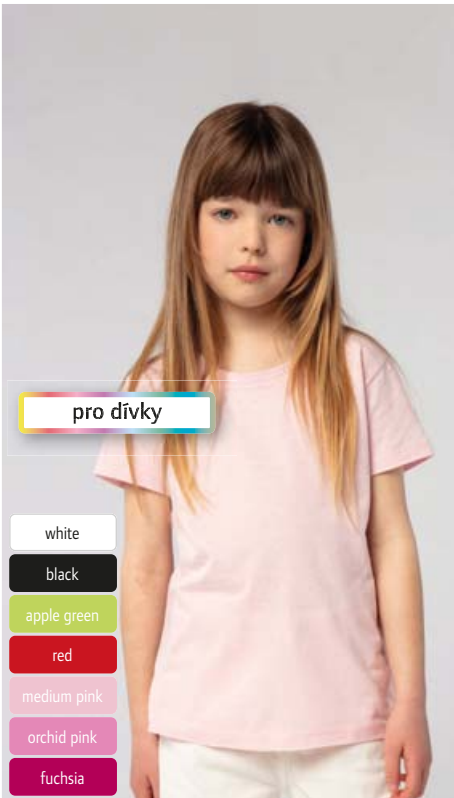 pro dívky
white
black
apple green
red
medium pink
orchid pink
fuchsia